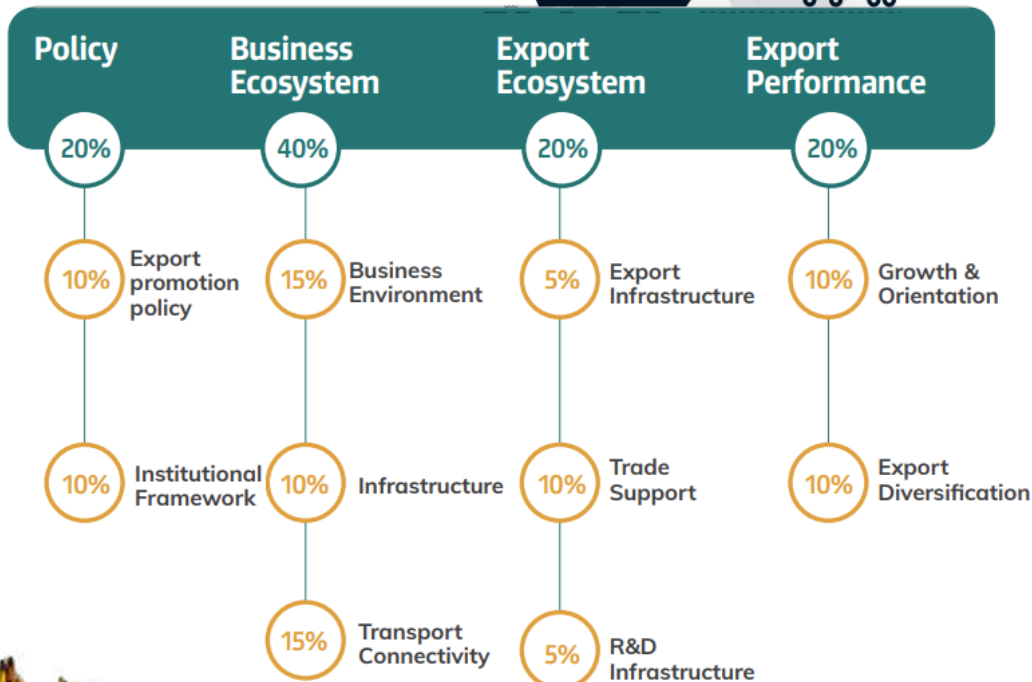 Policy
Business
Ecosystem
Export
Ecosystem
Export
Performance
20%
40%
20%
20%
10%
Export
promotion
policy
15%
Business
Environment
5%
Export
Infrastructure
10%
Growth &
Orientation
10%
Institutional
Framework
10%
Infrastructure
10%
Trade
Support
10%
Export
Diversification
15%
Transport
Connectivity
5%
R&D
Infrastructure